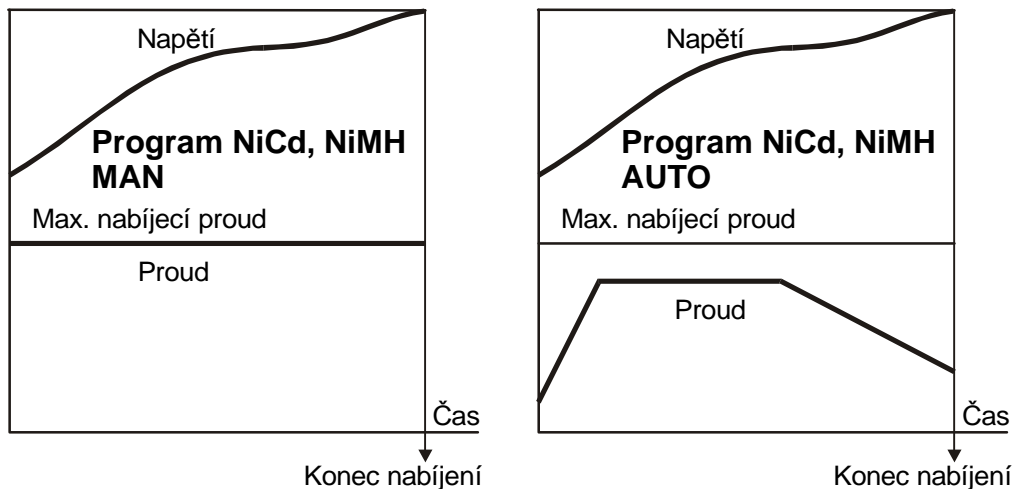 Napětí
Program NiCd, NiMH
MAN
Max. nabíjecí proud
Proud
Čas
Konec nabíjení
Napětí
Program NiCd, NiMH
AUTO
Max. nabíjecí proud
Proud
Čas
Konec nabíjení